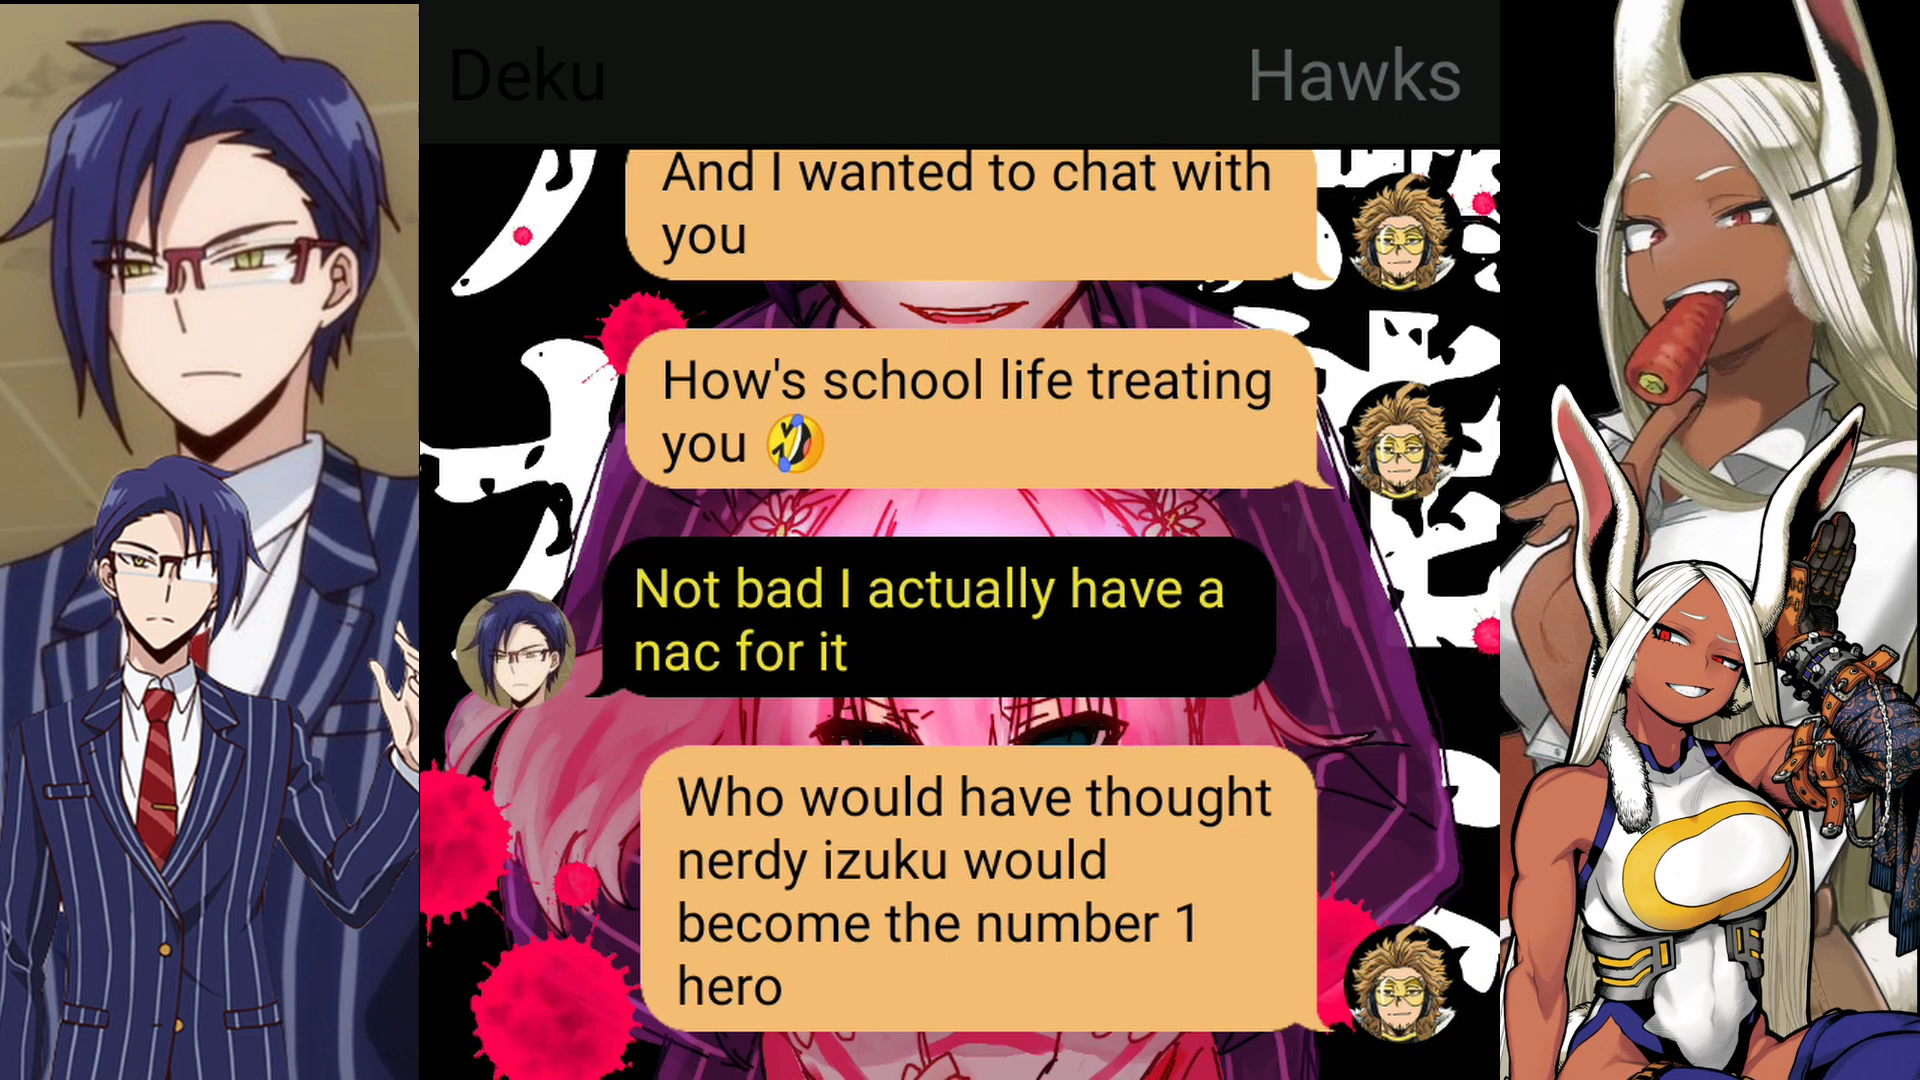 Deku
Hawks
And I wanted to chat with
you
How's school life treating
you 🤣
Not bad I actually have a
nac for it
Who would have thought
nerdy izuku would
become the number 1
hero